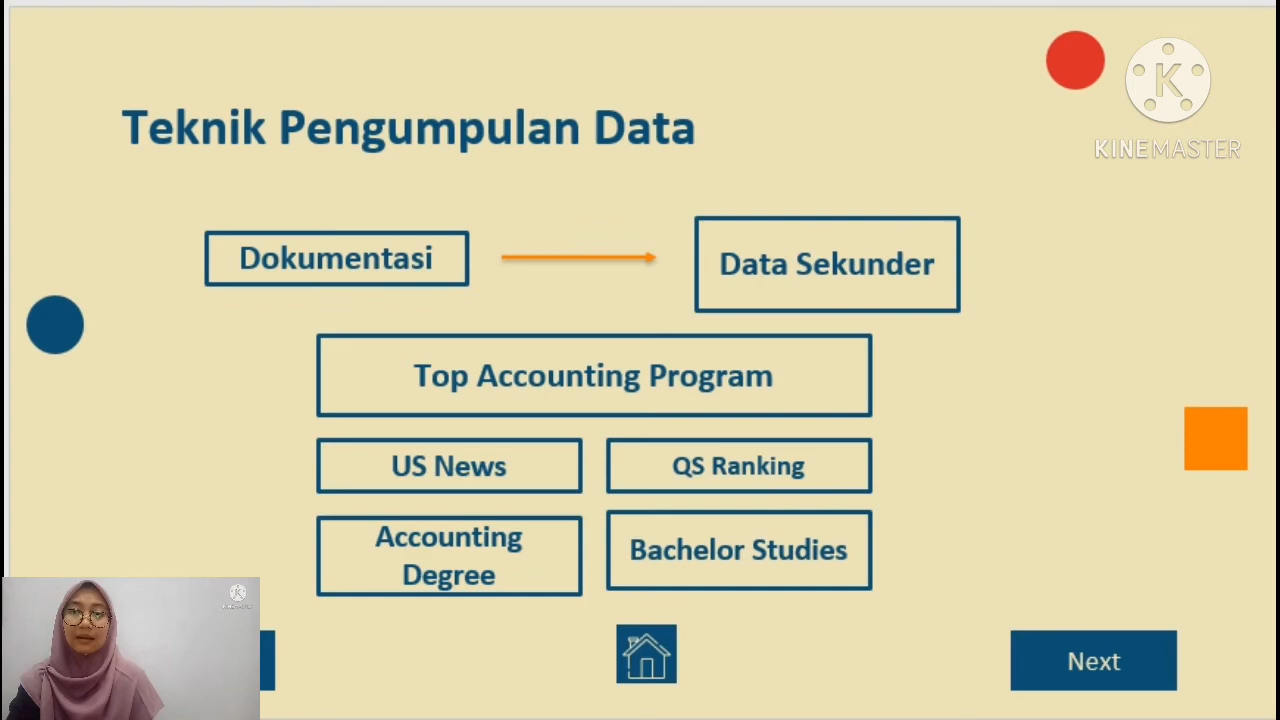 K
KINEMASTER
Teknik Pengumpulan Data
Dokumentasi
Data Sekunder
Top Accounting Program
US News
QS Ranking
Accounting
Degree
Bachelor Studies
K
Next